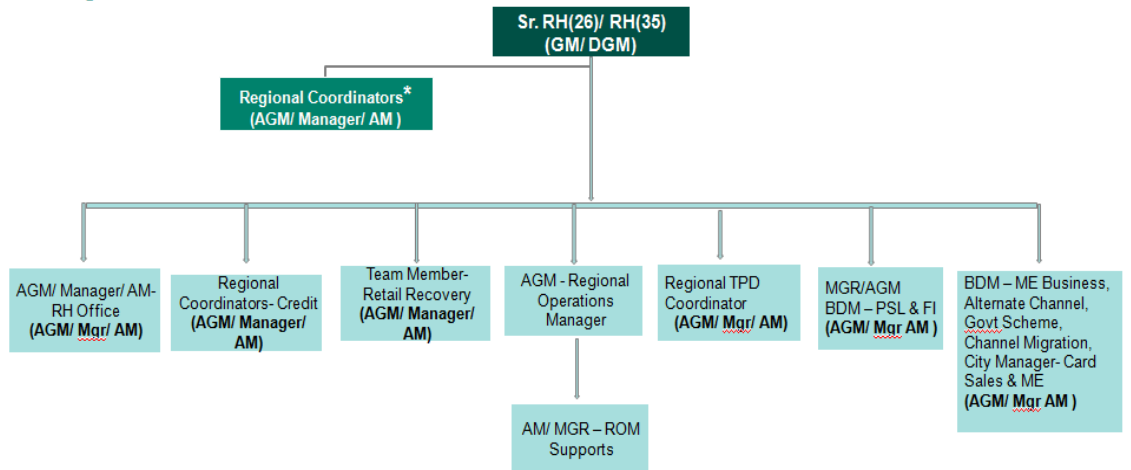 Sr. RH(26)/ RH(35)
(GM/ DGM)
Regional Coordinators*
(AGM/ Manager/ AM )
AGM/ Manager/ AM-
RH Office
(AGM/ Mgr/ AM)
Regional
Coordinators- Credit
(AGM/ Manager/
AM)
Team Member-
Retail Recovery
(AGM/ Manager/
AM)
AGM - Regional
Operations
Manager
Regional TPD
Coordinator
(AGM/ Mgr/ AM)
MGR/AGM
BDM – PSL & FI
(AGM/ Mgr AM )
BDM – ME Business,
Alternate Channel,
Govt Scheme,
Channel Migration,
City Manager- Card
Sales & ME
(AGM/ Mgr AM )
AM/ MGR – ROM
Supports